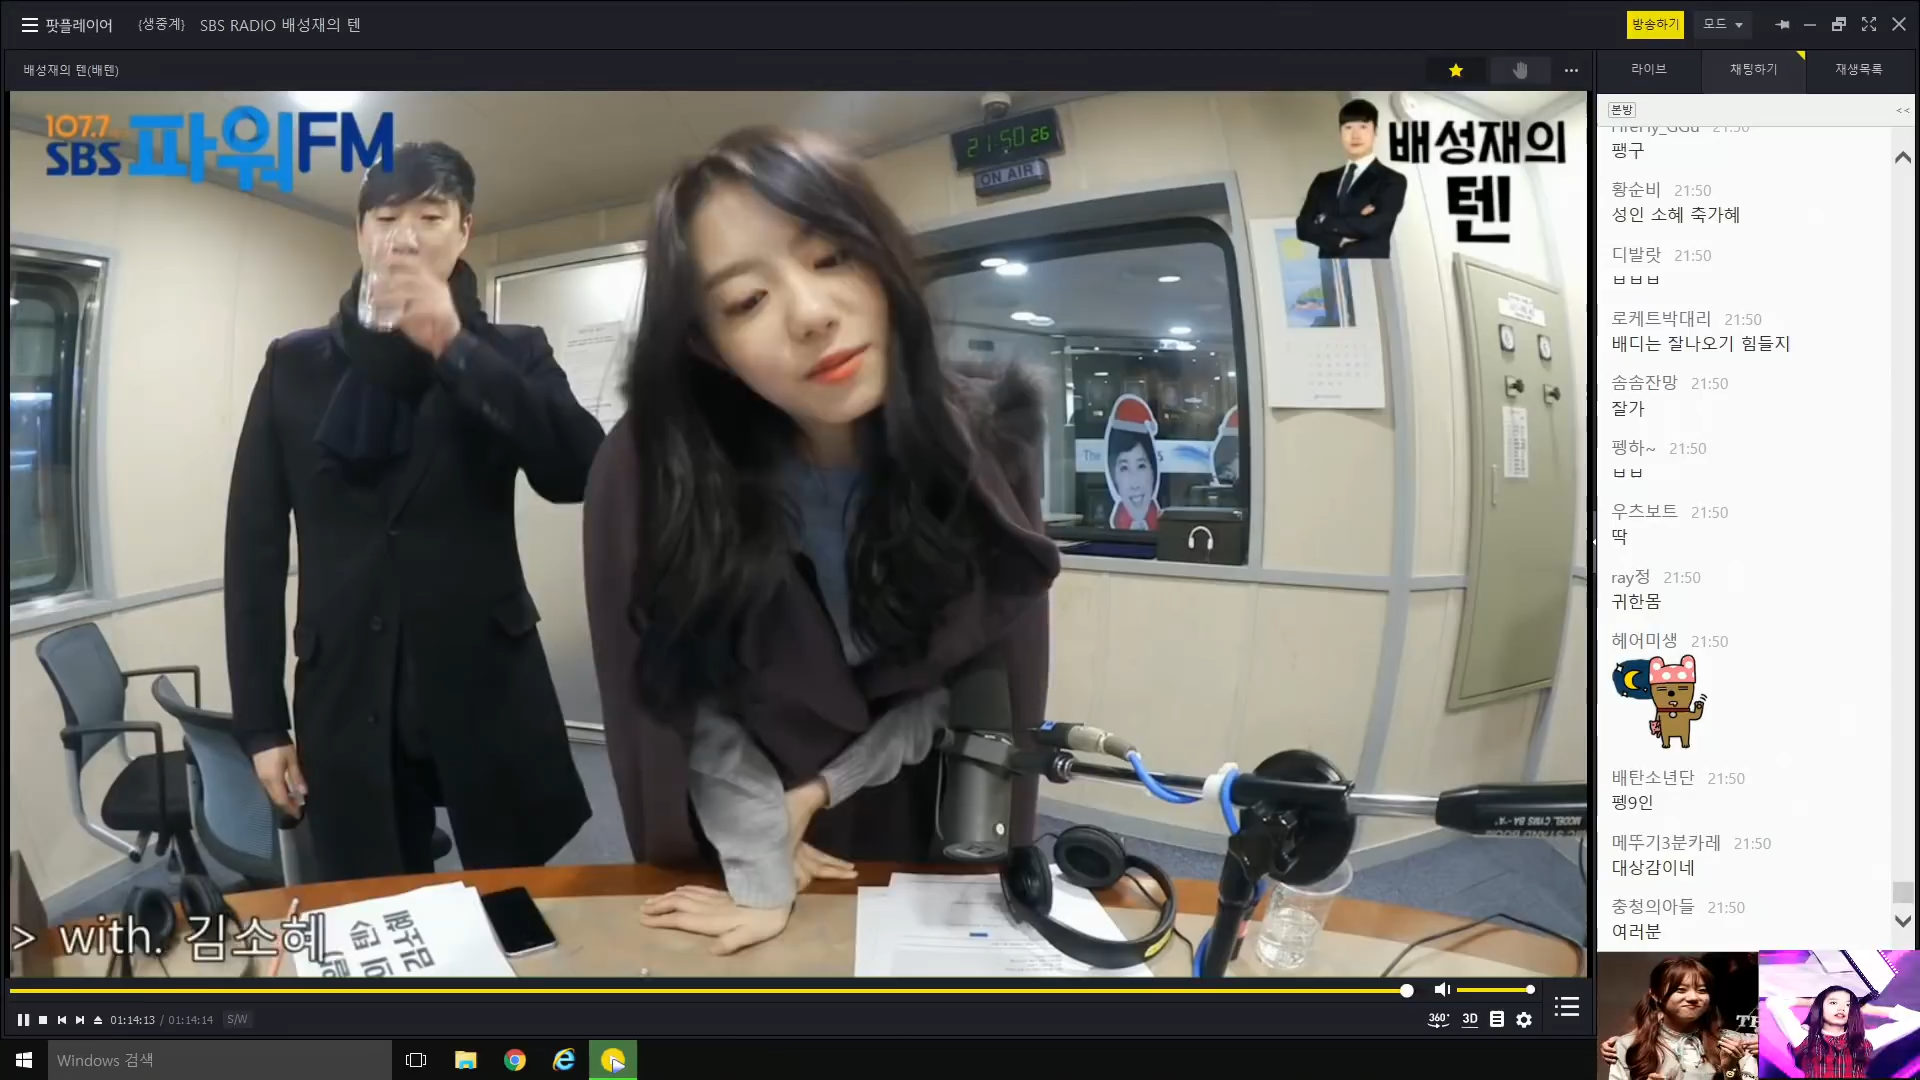 팟플레이어
{생중계}
SBS RADIO 배성재의 텐
방송하기
모드
배성재의 텐(배텐)
라이브
채팅하기
재생목록
107.7
SBS 파워FM
21:50 26
ON AIR
배성재의
텐
본방
<<
21:50
팽구
황순비 21:50
성인 소혜 축가혜
디발랏 21:50
ㅂㅂㅂ
로케트박대리 21:50
배디는 잘나오기 힘들지
솜솜잔망 21:50
잘가
펭하~ 21:50
ㅂㅂ
우츠보트 21:50
딱
ray정 21:50
귀한몸
헤어미생 21:50
배탄소년단 21:50
펭9인
메뚜기3분카레 21:50
대상감이네
충청의아들 21:50
여러분
> with. 김소혜
01:14:13 / 01:14:14
S/W
360°
3D
Windows 검색